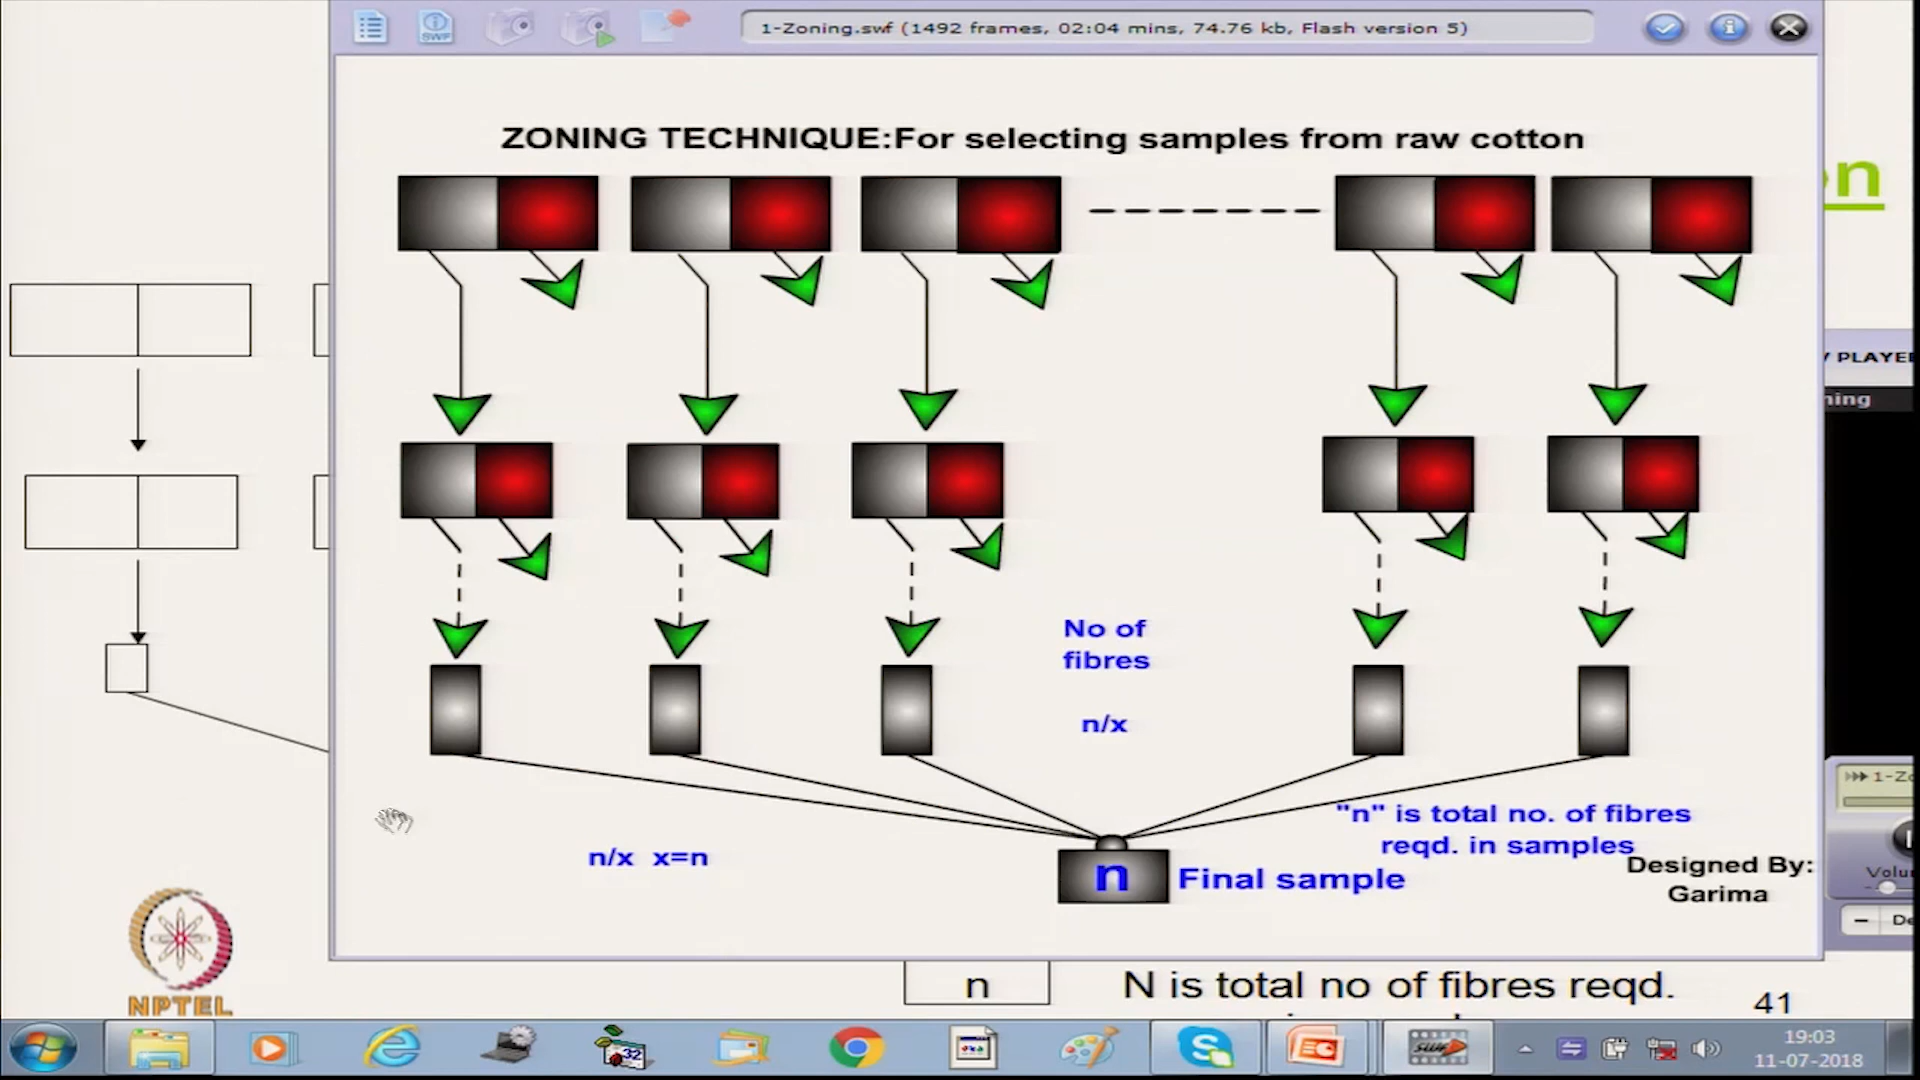 SWF
1-Zoning.swf (1492 frames, 02:04 mins, 74.76 kb, Flash version 5)
ZONING TECHNIQUE:For selecting samples from raw cotton
No of
fibres
n/x
n/x x=n
"n" is total no. of fibres
reqd. in samples
n
Final sample
Designed By:
Garima
NPTEL
n
N is total no of fibres reqd.
41
32
19:03
11-07-2018